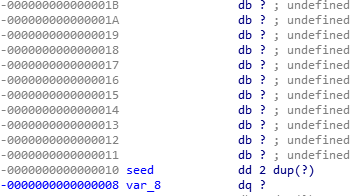 -000000000000001B db ? ; undefined
-000000000000001A db ? ; undefined
-0000000000000019 db ? ; undefined
-0000000000000018 db ? ; undefined
-0000000000000017 db ? ; undefined
-0000000000000016 db ? ; undefined
-0000000000000015 db ? ; undefined
-0000000000000014 db ? ; undefined
-0000000000000013 db ? ; undefined
-0000000000000012 db ? ; undefined
-0000000000000011 db ? ; undefined
-0000000000000010 seed dd 2 dup(?)
-0000000000000008 var_8 dq ?